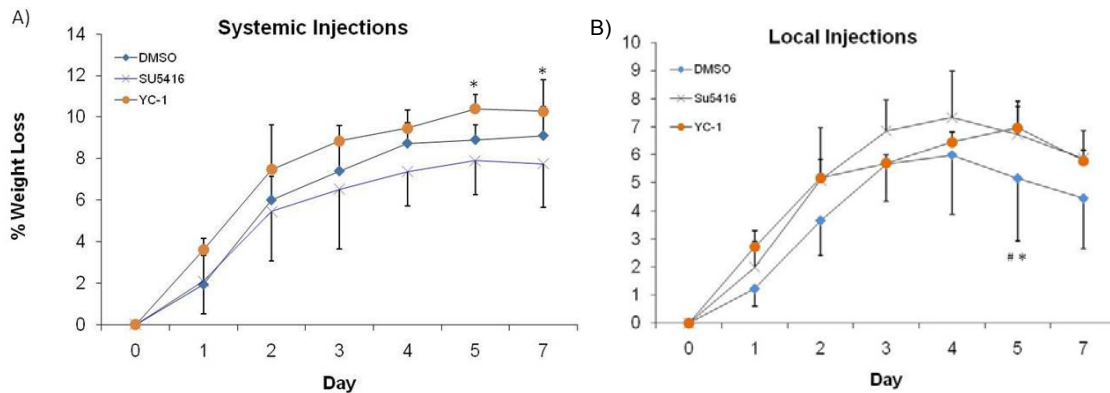 A)
Systemic Injections
DMSO
SU5416
YC-1
* *
% Weight Loss
14
12
10
8
6
4
2
0
0 1 2 3 4 5 7
Day
B)
Local Injections
DMSO
Su5416
YC-1
10
9
8
7
6
5
4
3
2
1
0
# *
0 1 2 3 4 5 7
Day